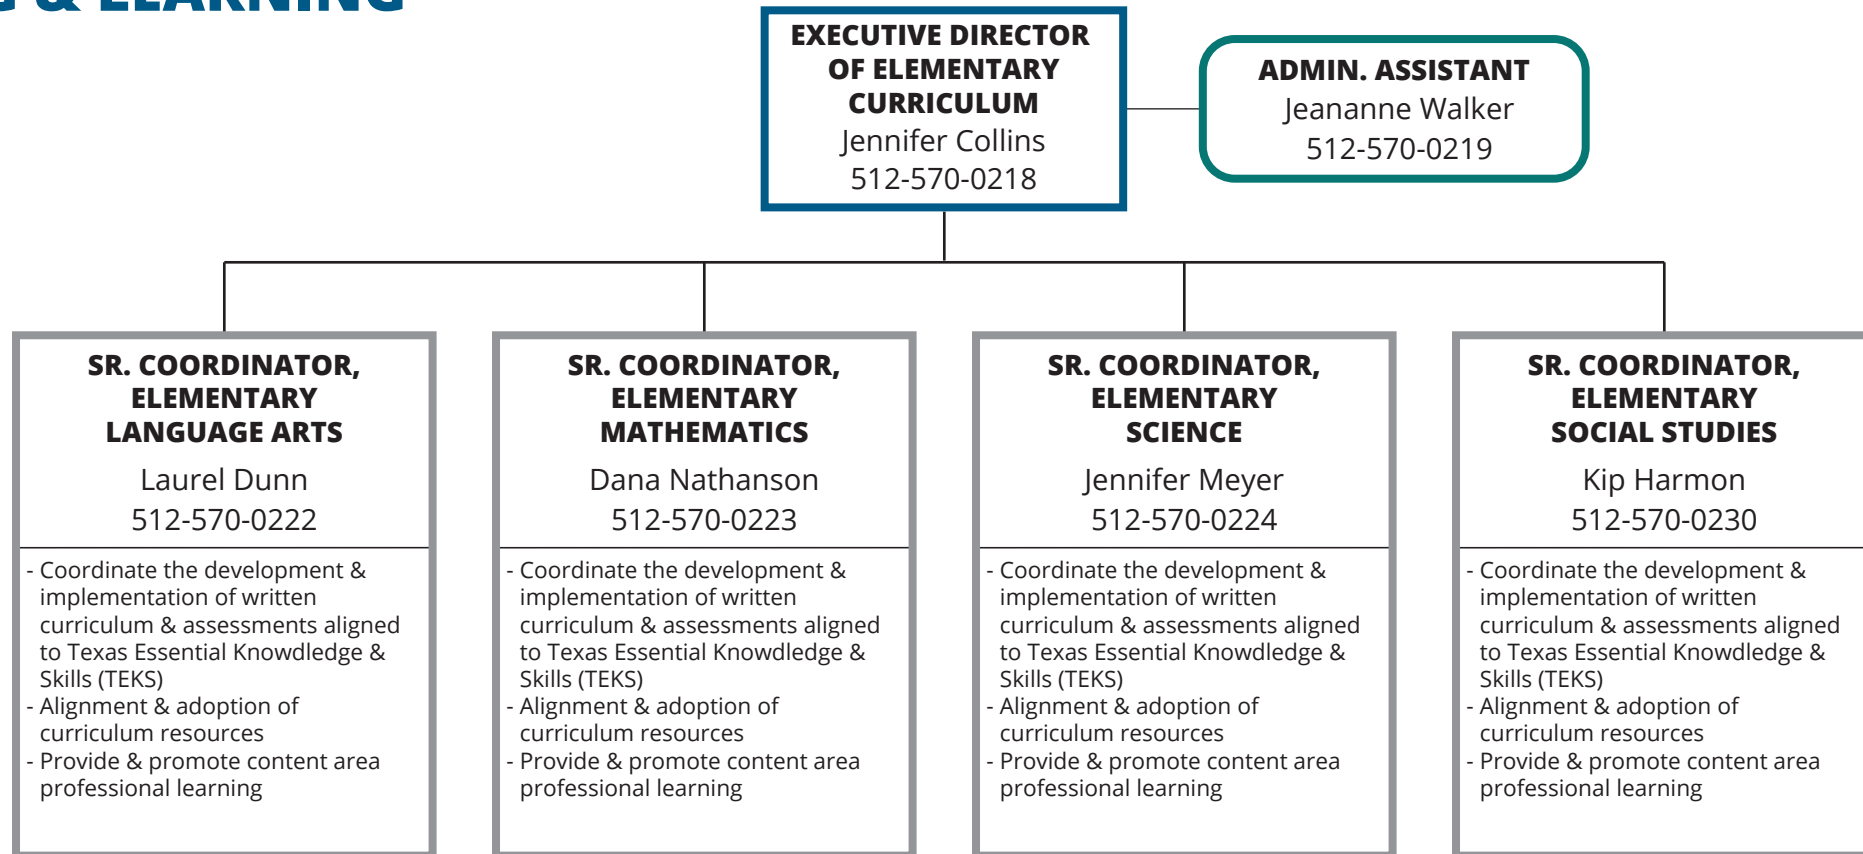 & LEARNING
EXECUTIVE DIRECTOR
OF ELEMENTARY
CURRICULUM
Jennifer Collins
512-570-0218
ADMIN. ASSISTANT
Jeananne Walker
512-570-0219
SR. COORDINATOR,
ELEMENTARY
LANGUAGE ARTS
Laurel Dunn
512-570-0222
- Coordinate the development &
implementation of written
curriculum & assessments aligned
to Texas Essential Knowdledge &
Skills (TEKS)
- Alignment & adoption of
curriculum resources
- Provide & promote content area
professional learning
SR. COORDINATOR,
ELEMENTARY
MATHEMATICS
Dana Nathanson
512-570-0223
- Coordinate the development &
implementation of written
curriculum & assessments aligned
to Texas Essential Knowdledge &
Skills (TEKS)
- Alignment & adoption of
curriculum resources
- Provide & promote content area
professional learning
SR. COORDINATOR,
ELEMENTARY
SCIENCE
Jennifer Meyer
512-570-0224
- Coordinate the development &
implementation of written
curriculum & assessments aligned
to Texas Essential Knowdledge &
Skills (TEKS)
- Alignment & adoption of
curriculum resources
- Provide & promote content area
professional learning
SR. COORDINATOR,
ELEMENTARY
SOCIAL STUDIES
Kip Harmon
512-570-0230
- Coordinate the development &
implementation of written
curriculum & assessments aligned
to Texas Essential Knowdledge &
Skills (TEKS)
- Alignment & adoption of
curriculum resources
- Provide & promote content area
professional learning